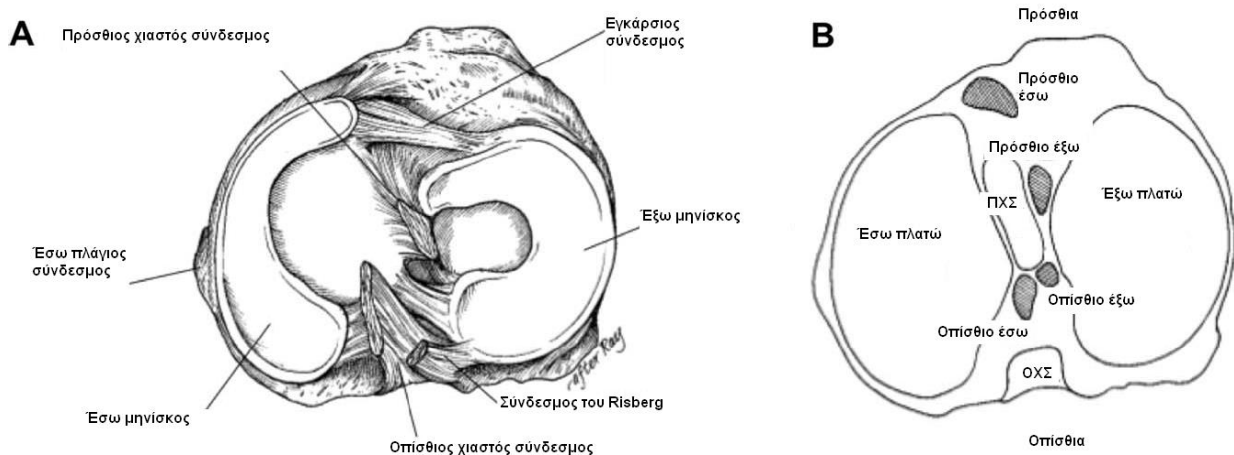 A
Πρόσθιος χιαστός σύνδεσμος
Εγκάρσιος
σύνδεσμος
Έξω μηνίσκος
Έσω πλάγιος
σύνδεσμος
Έσω μηνίσκος
Σύνδεσμος του Risberg
Οπίσθιος χιαστός σύνδεσμος
after Ray
B
Πρόσθια
Πρόσθιο
έσω
Πρόσθιο έξω
ΠΧΣ
Έξω πλατώ
Έσω πλατώ
Οπίσθιο έξω
Οπίσθιο έσω
ΟΧΣ
Οπίσθια